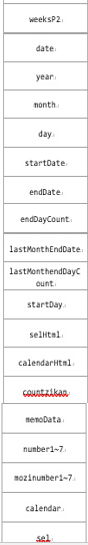 weeksP2
date
year
month
day
startDate
endDate
endDayCount
lastMonthEndDate
lastMonthendDayC
ount
startDay
selHtml
calendarHtml
countzikan
memoData
number1~7
mozinumber1~7
calendar
sel